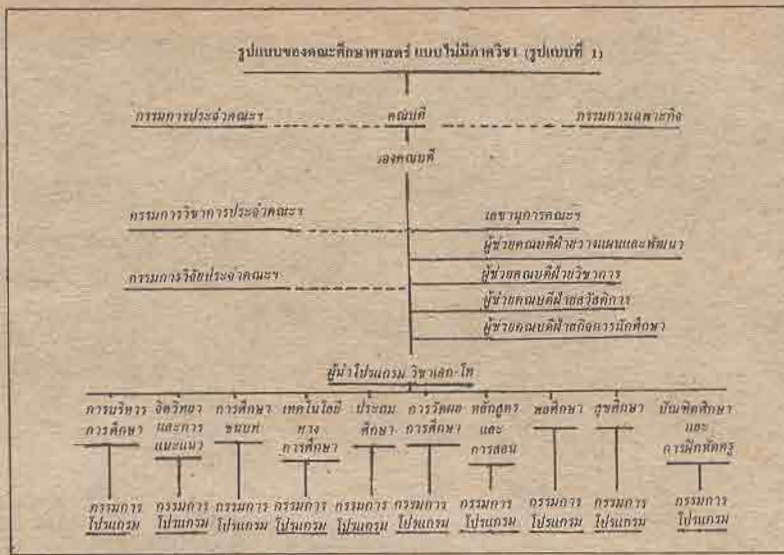 รูปแบบของคณะศึกษาศาสตร์ แบบไม่มีภาควิชา (รูปแบบที่ 1)
กรรมการประจำคณะฯ คณบดี กรรมการเฉพาะกิจ
รองคณบดี
กรรมการวิชาการประจำคณะฯ เลขานุการคณะฯ
ผู้ช่วยคณบดีฝ่ายวางแผนและพัฒนา
กรรมการวิจัยประจำคณะฯ ผู้ช่วยคณบดีฝ่ายวิชาการ
ผู้ช่วยคณบดีฝ่ายสวัสดิการ
ผู้ช่วยคณบดีฝ่ายกิจการนักศึกษา
ผู้นำโปรแกรม วิชาเอก-โท
การบริหาร จิตวิทยา การศึกษา เทคโนโลยี ประถม การวัดผล หลักสูตร พลศึกษา สุขศึกษา บัณฑิตศึกษา
การศึกษา และการ ชนบท ทาง ศึกษา การศึกษา และ และ
แนะแนว การศึกษา การสอน การฝึกหัดครู
กรรมการ กรรมการ กรรมการ กรรมการ กรรมการ กรรมการ กรรมการ กรรมการ กรรมการ กรรมการ
โปรแกรม โปรแกรม โปรแกรม โปรแกรม โปรแกรม โปรแกรม โปรแกรม โปรแกรม โปรแกรม โปรแกรม